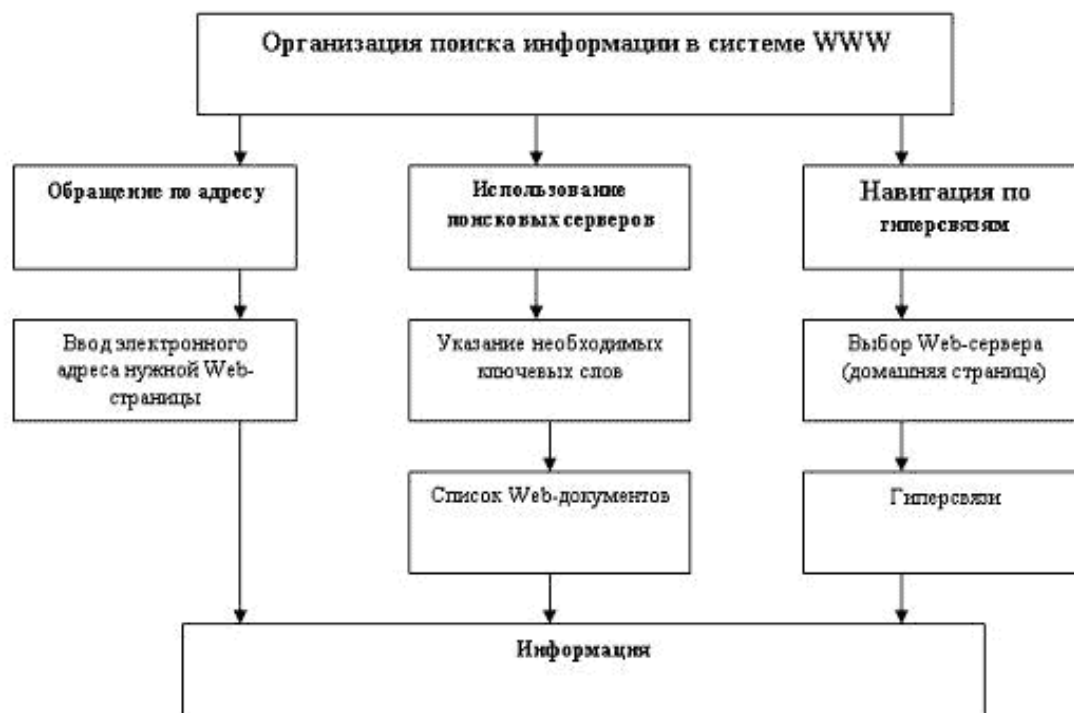 Организация поиска информации в системе WWW
Обращение по адресу
Использование
поисковых серверов
Навигация по
гиперсвязям
Ввод электронного
адреса нужной Web-
страницы
Указание необходимых
ключевых слов
Выбор Web-сервера
(домашняя страница)
Список Web-документов
Гиперсвязи
Информация